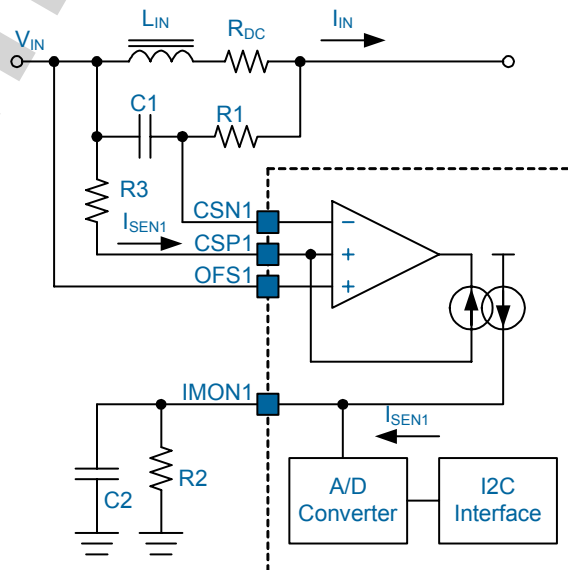 L_IN
R_DC
I_IN
V_IN
C1
R1
R3
I_SEN1
CSN1
CSP1
OFS1
−
+
+
IMON1
I_SEN1
C2
R2
A/D
Converter
I2C
Interface